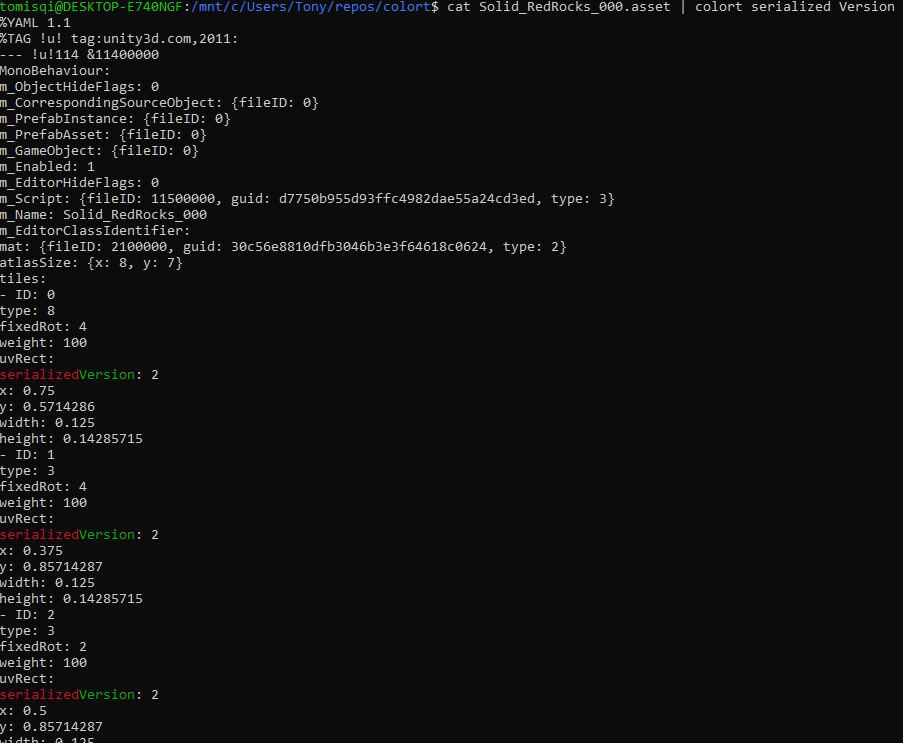 tomisqi@DESKTOP-E740NGF:/mnt/c/Users/Tony/repos/colort$ cat Solid_RedRocks_000.asset | colort serialized Version
%YAML 1.1
%TAG !u! tag:unity3d.com,2011:
--- !u!114 &11400000
MonoBehaviour:
m_ObjectHideFlags: 0
m_CorrespondingSourceObject: {fileID: 0}
m_PrefabInstance: {fileID: 0}
m_PrefabAsset: {fileID: 0}
m_GameObject: {fileID: 0}
m_Enabled: 1
m_EditorHideFlags: 0
m_Script: {fileID: 11500000, guid: d7750b955d93ffc4982dae55a24cd3ed, type: 3}
m_Name: Solid_RedRocks_000
m_EditorClassIdentifier:
mat: {fileID: 2100000, guid: 30c56e8810dfb3046b3e3f64618c0624, type: 2}
atlasSize: {x: 8, y: 7}
tiles:
- ID: 0
type: 8
fixedRot: 4
weight: 100
uvRect:
serializedVersion: 2
x: 0.75
y: 0.5714286
width: 0.125
height: 0.14285715
- ID: 1
type: 3
fixedRot: 4
weight: 100
uvRect:
serializedVersion: 2
x: 0.375
y: 0.85714287
width: 0.125
height: 0.14285715
- ID: 2
type: 3
fixedRot: 2
weight: 100
uvRect:
serializedVersion: 2
x: 0.5
y: 0.85714287
width: 0.125